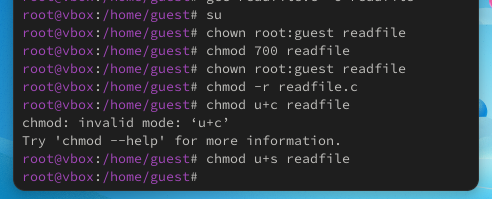 root@vbox:/home/guest# su
root@vbox:/home/guest# chown root:guest readfile
root@vbox:/home/guest# chmod 700 readfile
root@vbox:/home/guest# chown root:guest readfile
root@vbox:/home/guest# chmod -r readfile.c
root@vbox:/home/guest# chmod u+c readfile
chmod: invalid mode: ‘u+c’
Try 'chmod --help' for more information.
root@vbox:/home/guest# chmod u+s readfile
root@vbox:/home/guest#